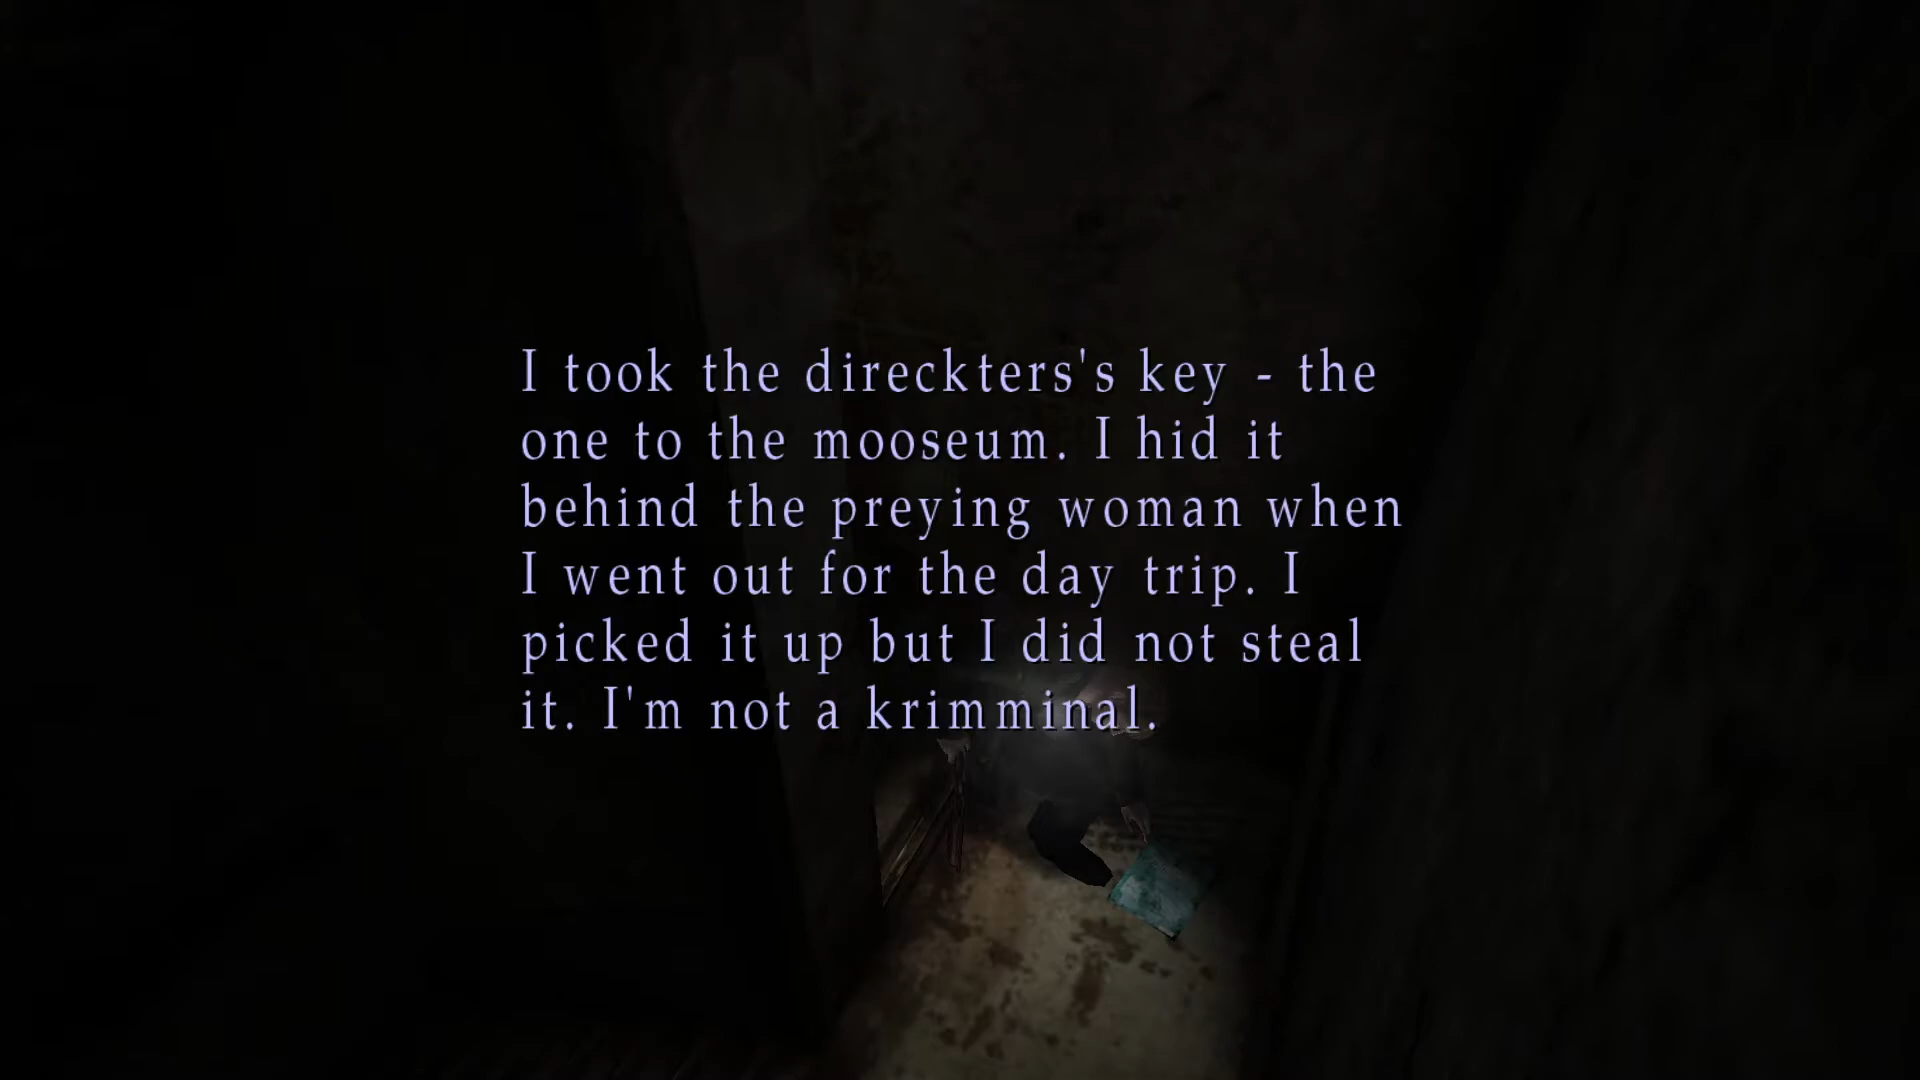 I took the direckters's key - the
one to the mooseum. I hid it
behind the preying woman when
I went out for the day trip. I
picked it up but I did not steal
it. I'm not a krimminal.